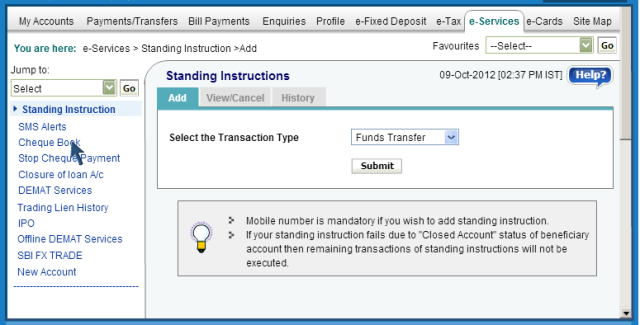 My Accounts Payments/Transfers Bill Payments Enquiries Profile e-Fixed Deposit e-Tax e-Services e-Cards Site Map
You are here: e-Services > Standing Instruction >Add
Favourites --Select-- Go
Jump to:
Select Go
Standing Instruction
SMS Alerts
Cheque Book
Stop Cheque Payment
Closure of loan A/c
DEMAT Services
Trading Lien History
IPO
Offline DEMAT Services
SBI FX TRADE
New Account
Standing Instructions
09-Oct-2012 [02:37 PM IST] Help?
Add View/Cancel History
Select the Transaction Type Funds Transfer
Submit
Mobile number is mandatory if you wish to add standing instruction.
If your standing instruction fails due to "Closed Account" status of beneficiary
account then remaining transactions of standing instructions will not be
executed.